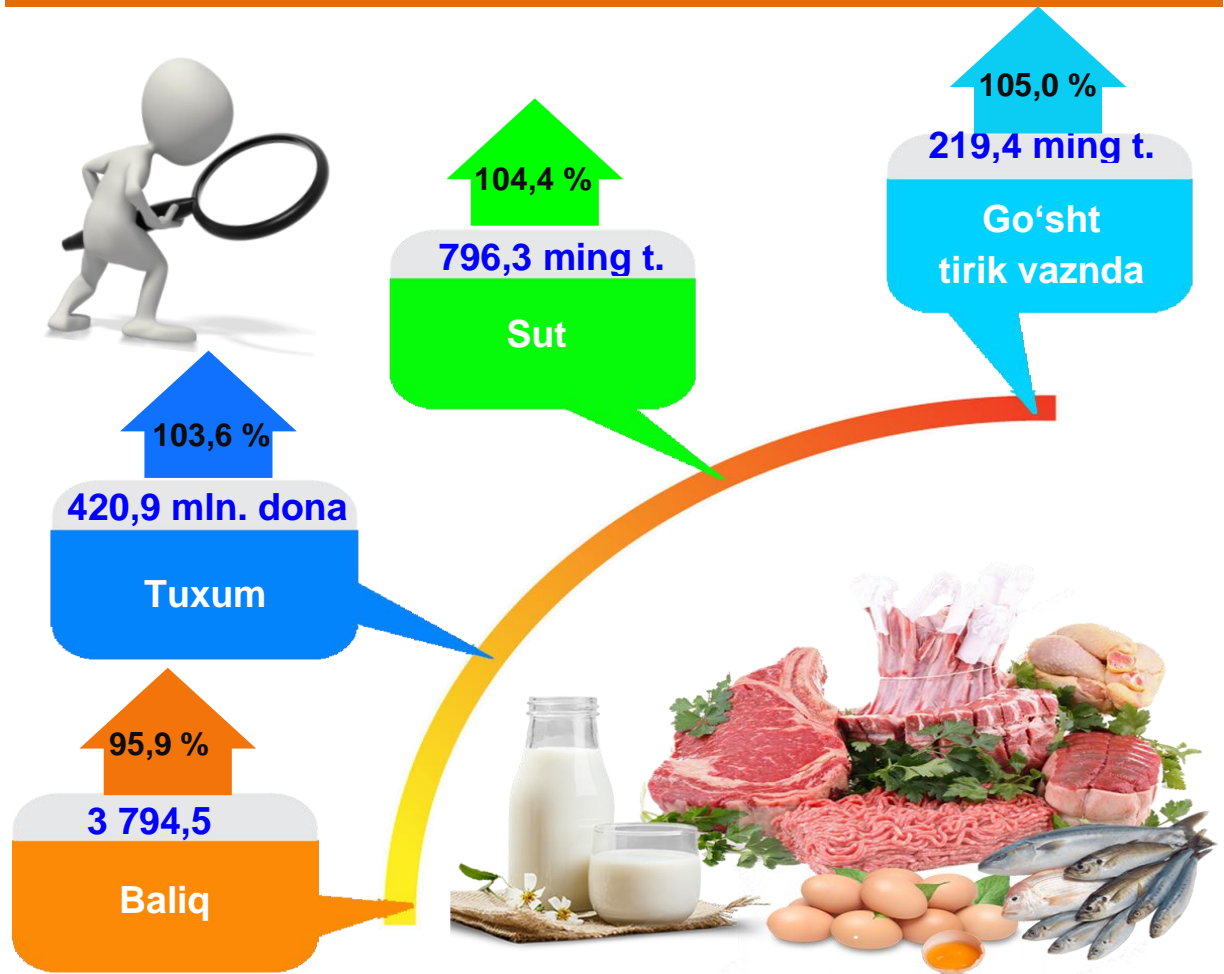 105,0 %
219,4 ming t.
Go‘sht
tirik vaznda
104,4 %
796,3 ming t.
Sut
103,6 %
420,9 mln. dona
Tuxum
95,9 %
3 794,5
Baliq